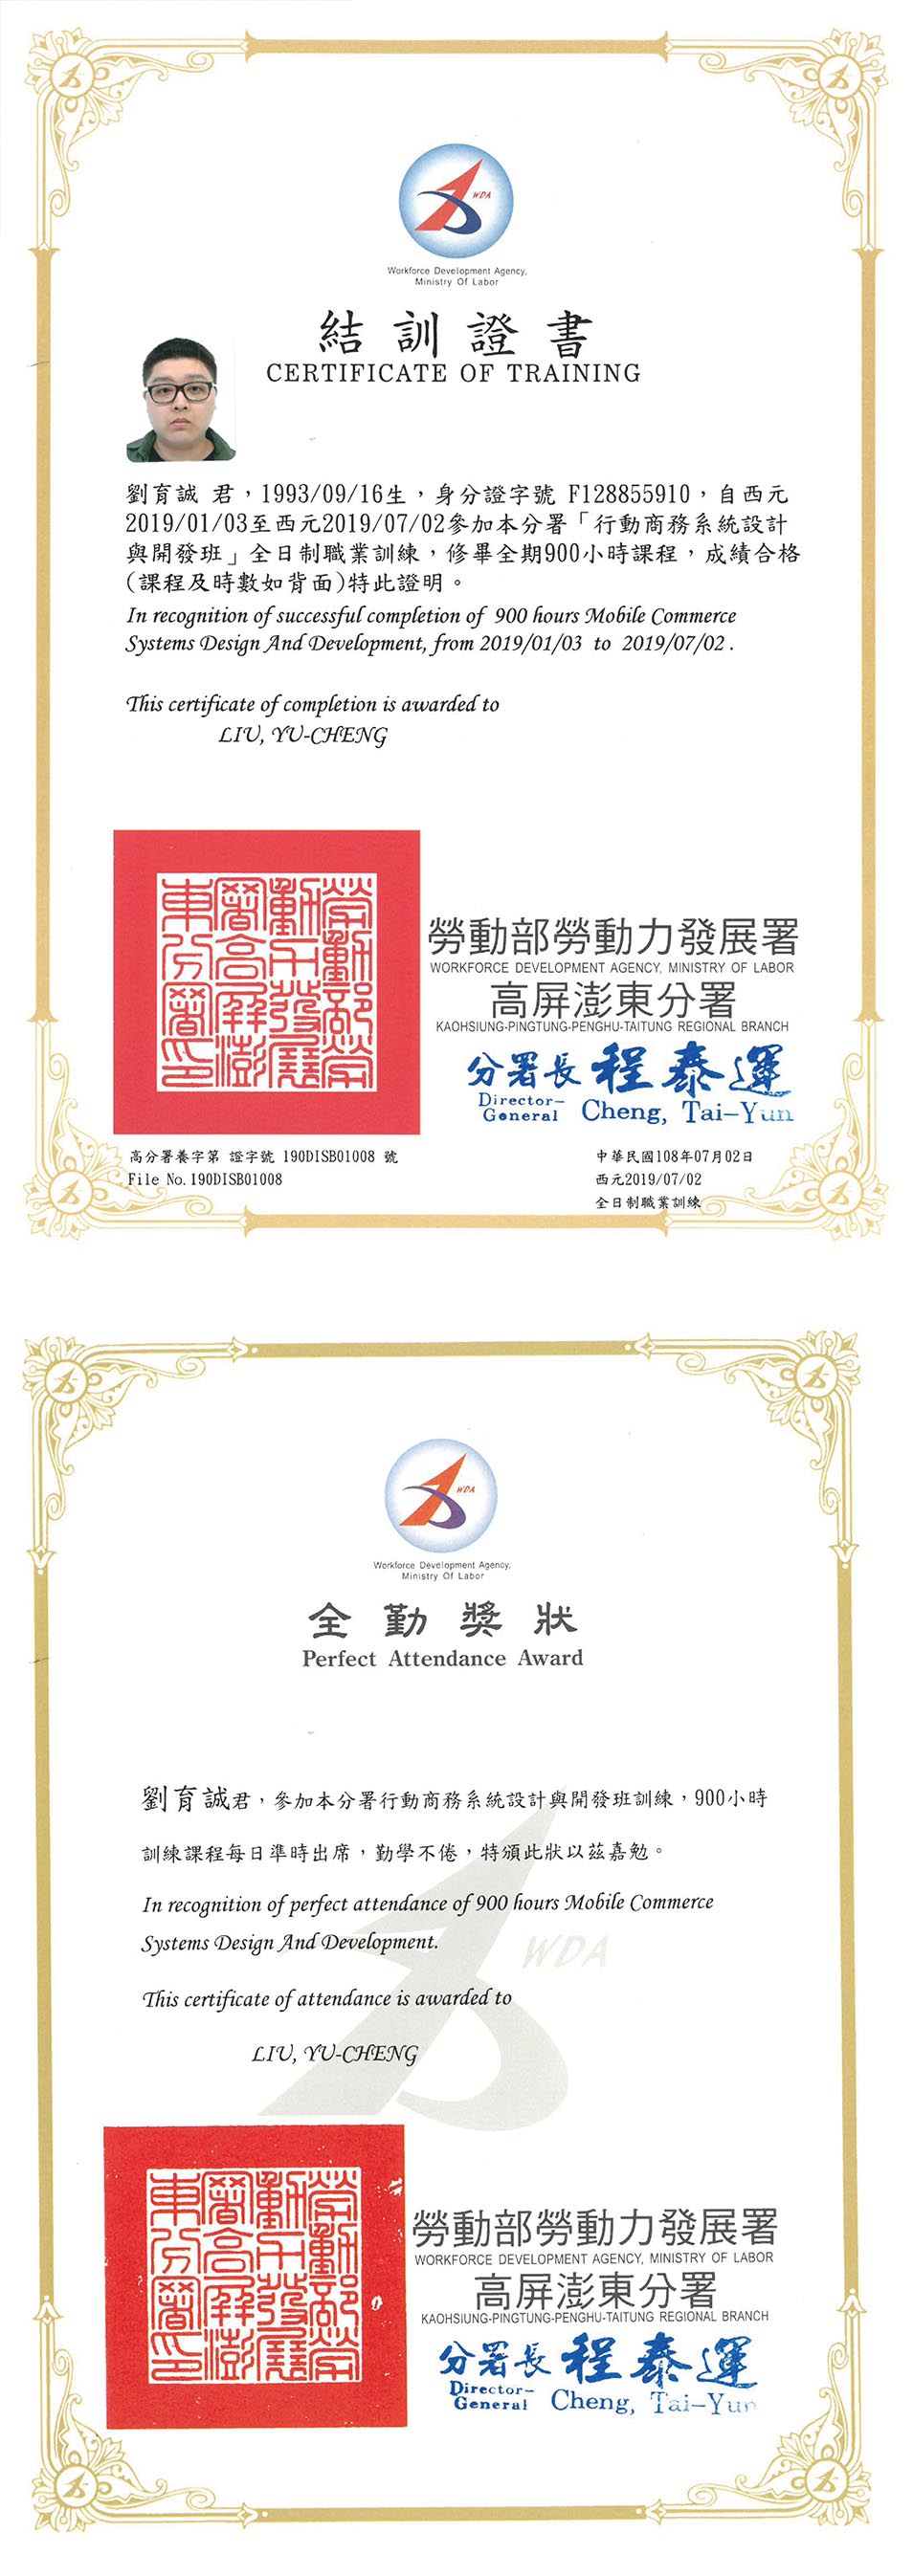 WDA
Workforce Development Agency,
Ministry Of Labor
結訓證書
CERTIFICATE OF TRAINING
劉育誠 君，1993/09/16生，身分證字號 F128855910，自西元
2019/01/03至西元2019/07/02參加本分署「行動商務系統設計
與開發班」全日制職業訓練，修畢全期900小時課程，成績合格
(課程及時數如背面)特此證明。
In recognition of successful completion of 900 hours Mobile Commerce
Systems Design And Development, from 2019/01/03 to 2019/07/02 .
This certificate of completion is awarded to
LIU, YU-CHENG
勞動部勞動力發展署高屏澎東分署印
勞動部勞動力發展署
WORKFORCE DEVELOPMENT AGENCY, MINISTRY OF LABOR
高屏澎東分署
KAOHSIUNG-PINGTUNG-PENGHU-TAITUNG REGIONAL BRANCH
分署長 程泰運
Director-
General Cheng, Tai-Yun
高分署養字第 證字號 190DISB01008 號
File No.190DISB01008
中華民國108年07月02日
西元2019/07/02
全日制職業訓練
WDA
Workforce Development Agency,
Ministry Of Labor
全勤獎狀
Perfect Attendance Award
劉育誠君，參加本分署行動商務系統設計與開發班訓練，900小時
訓練課程每日準時出席，勤學不倦，特頒此狀以茲嘉勉。
In recognition of perfect attendance of 900 hours Mobile Commerce
Systems Design And Development.
WDA
This certificate of attendance is awarded to
LIU, YU-CHENG
勞動部勞動力發展署高屏澎東分署印
勞動部勞動力發展署
WORKFORCE DEVELOPMENT AGENCY, MINISTRY OF LABOR
高屏澎東分署
KAOHSIUNG-PINGTUNG-PENGHU-TAITUNG REGIONAL BRANCH
分署長 程泰運
Director-
General Cheng, Tai-Yun